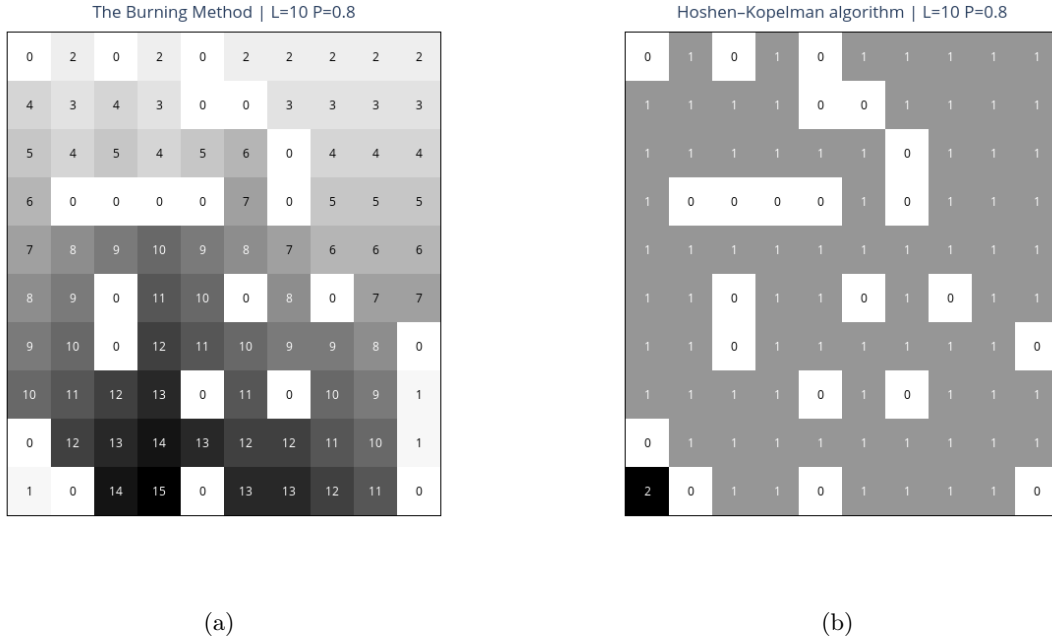 The Burning Method | L=10 P=0.8
0 2 0 2 0 2 2 2 2 2
4 3 4 3 0 0 3 3 3 3
5 4 5 4 5 6 0 4 4 4
6 0 0 0 0 7 0 5 5 5
7 8 9 10 9 8 7 6 6 6
8 9 0 11 10 0 8 0 7 7
9 10 0 12 11 10 9 9 8 0
10 11 12 13 0 11 0 10 9 1
0 12 13 14 13 12 12 11 10 1
1 0 14 15 0 13 13 12 11 0
(a)
Hoshen–Kopelman algorithm | L=10 P=0.8
0 1 0 1 0 1 1 1 1 1
1 1 1 1 0 0 1 1 1 1
1 1 1 1 1 1 0 1 1 1
1 0 0 0 0 1 0 1 1 1
1 1 1 1 1 1 1 1 1 1
1 1 0 1 1 0 1 0 1 1
1 1 0 1 1 1 1 1 1 0
1 1 1 1 0 1 0 1 1 1
0 1 1 1 1 1 1 1 1 1
2 0 1 1 0 1 1 1 1 0
(b)